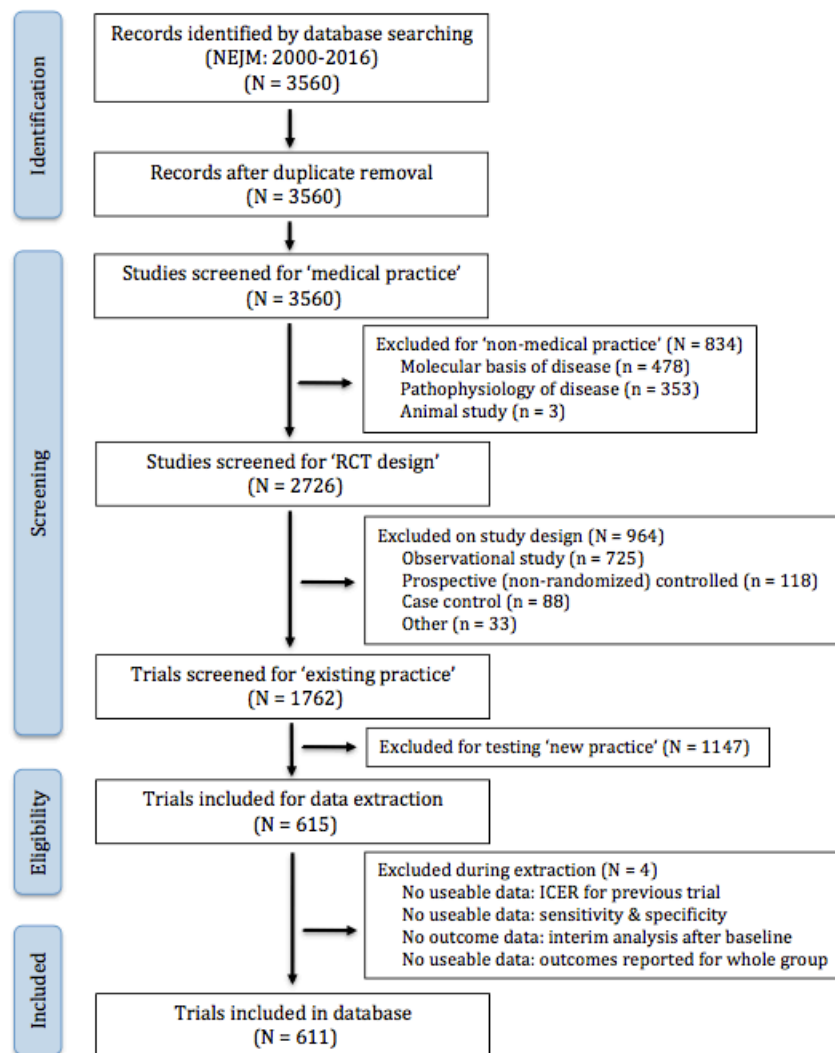 Identification
Records identified by database searching
(NEJM: 2000-2016)
(N = 3560)
Records after duplicate removal
(N = 3560)
Screening
Studies screened for ‘medical practice’
(N = 3560)
Excluded for ‘non-medical practice’ (N = 834)
Molecular basis of disease (n = 478)
Pathophysiology of disease (n = 353)
Animal study (n = 3)
Studies screened for ‘RCT design’
(N = 2726)
Excluded on study design (N = 964)
Observational study (n = 725)
Prospective (non-randomized) controlled (n = 118)
Case control (n = 88)
Other (n = 33)
Trials screened for ‘existing practice’
(N = 1762)
Excluded for testing ‘new practice’ (N = 1147)
Eligibility
Trials included for data extraction
(N = 615)
Excluded during extraction (N = 4)
No useable data: ICER for previous trial
No useable data: sensitivity & specificity
No outcome data: interim analysis after baseline
No useable data: outcomes reported for whole group
Included
Trials included in database
(N = 611)